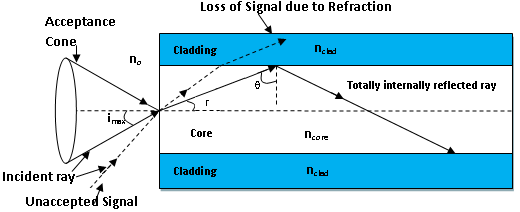 Loss of Signal due to Refraction
Acceptance
Cone
n₀
Cladding
n_clad
θ
Totally internally reflected ray
i_max
r
Core
n_core
Incident ray
Cladding
n_clad
Unaccepted Signal